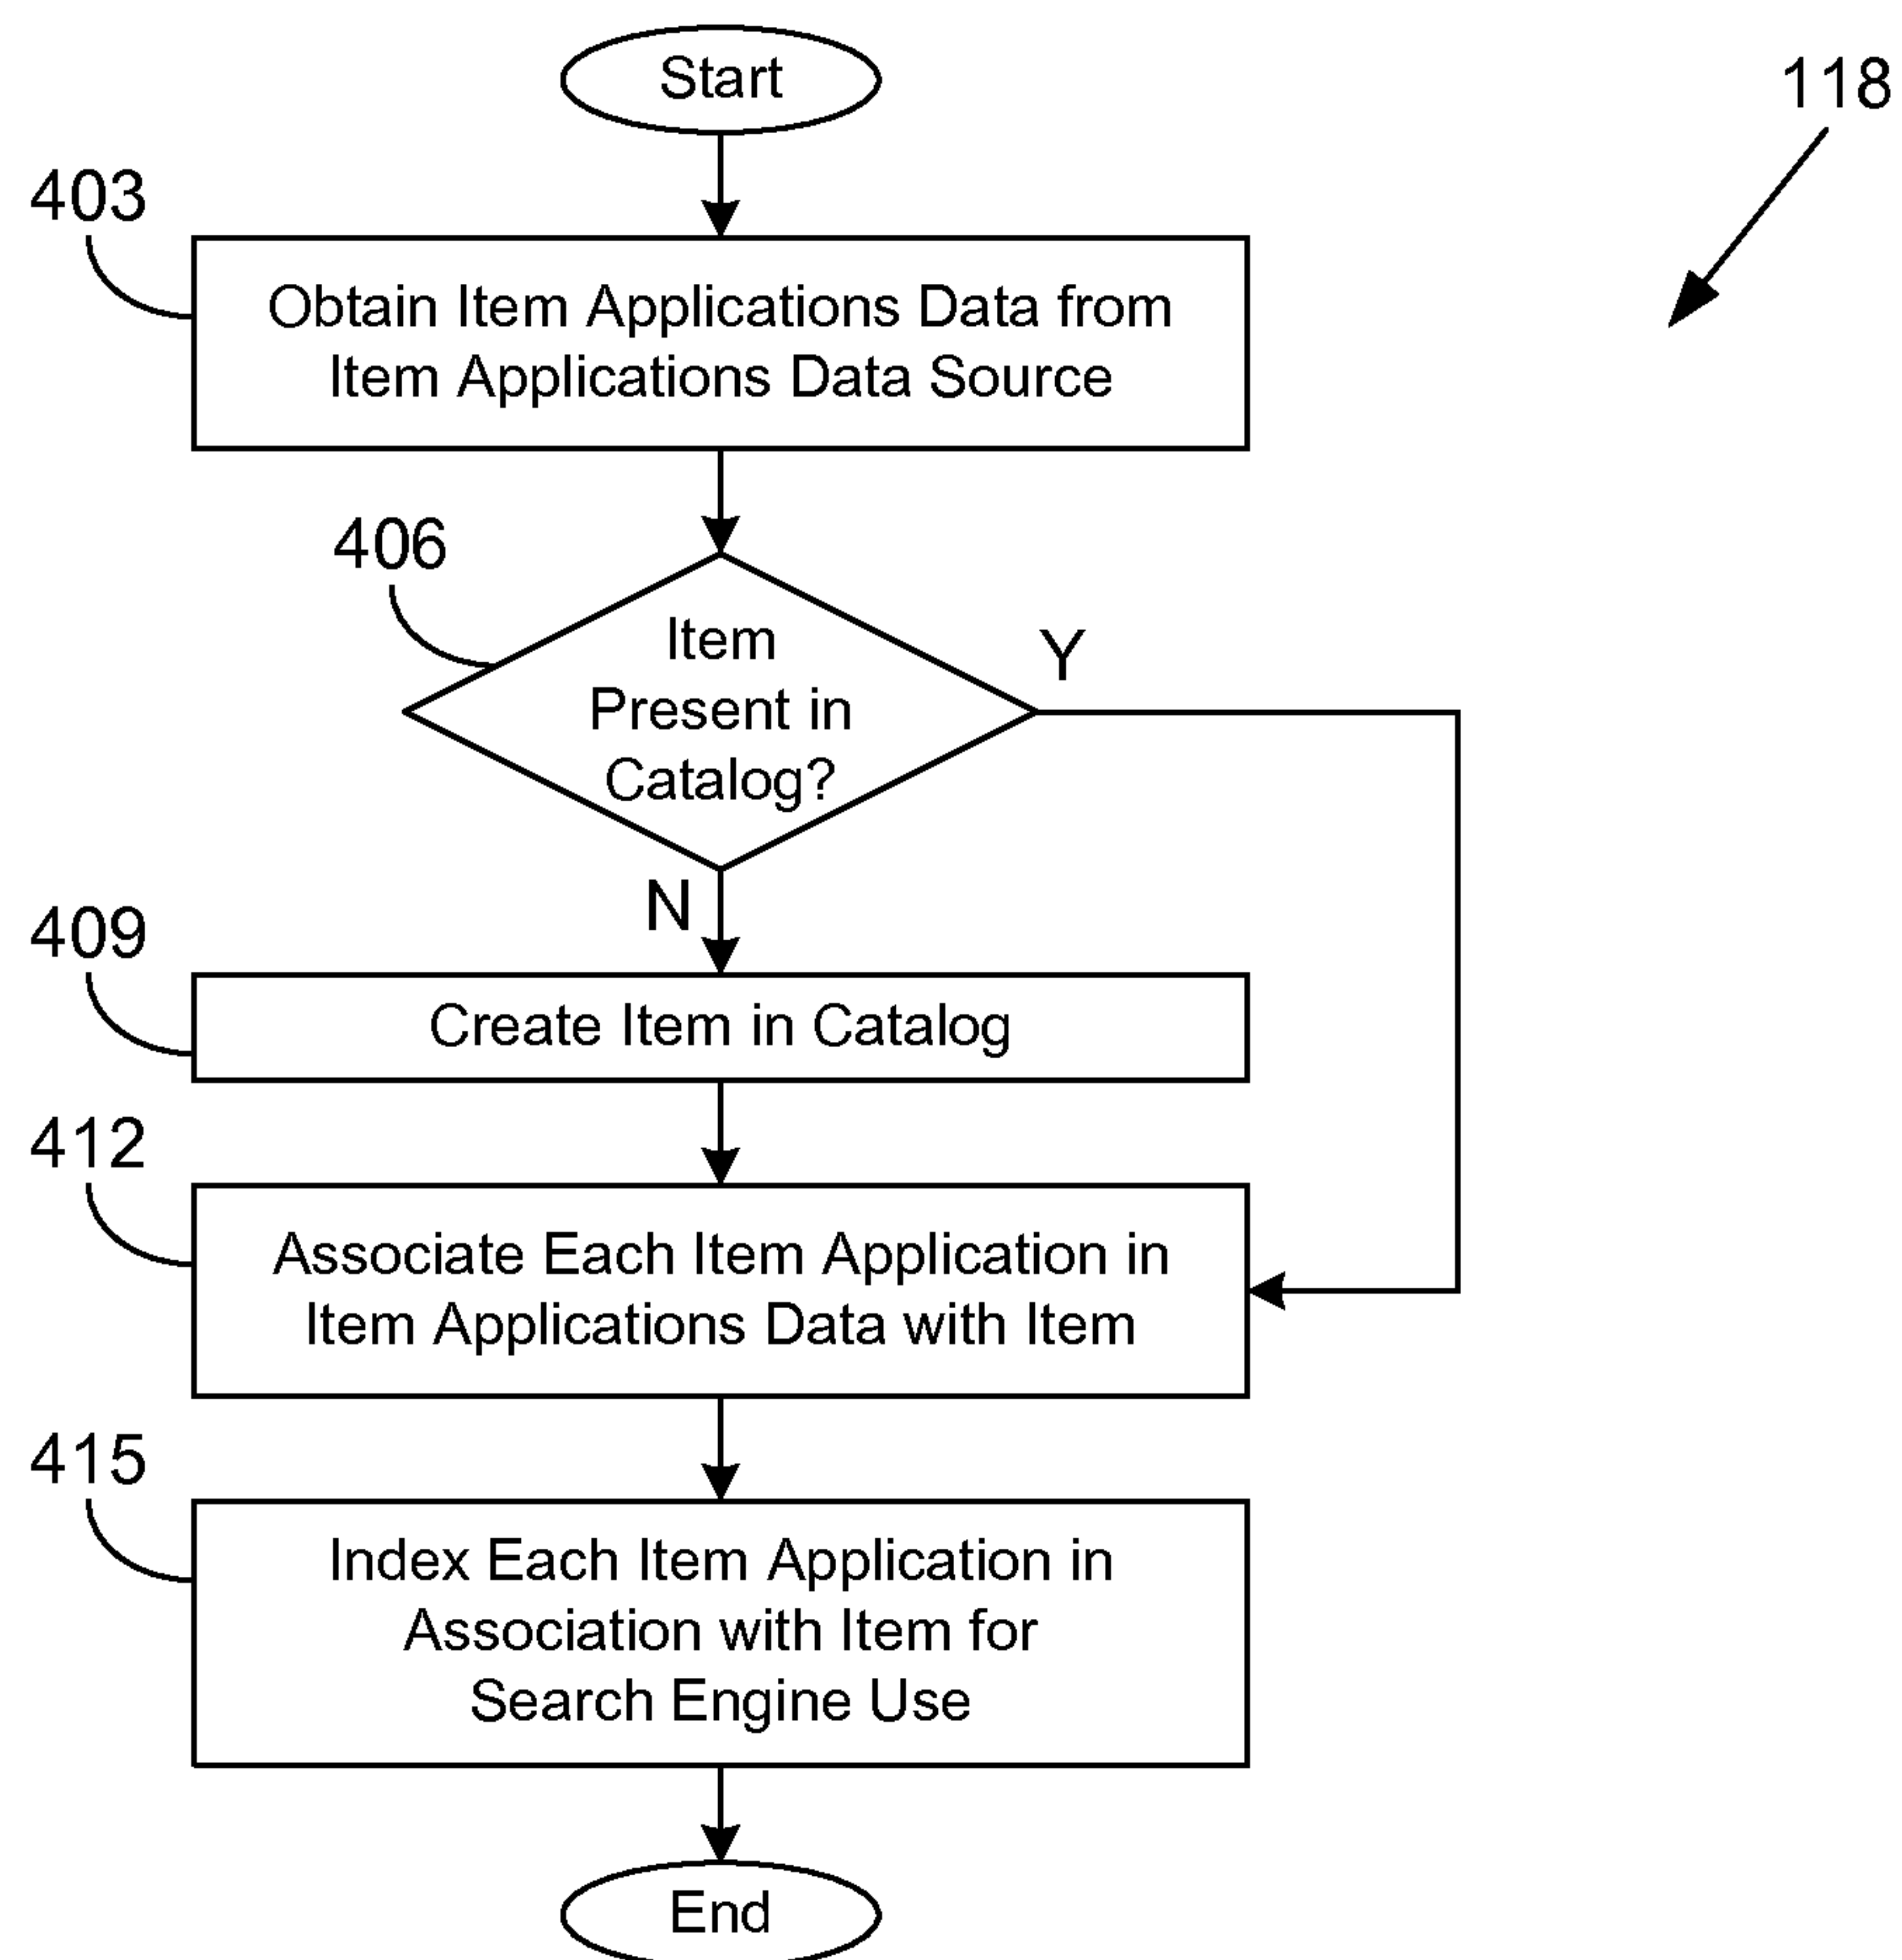 Start
118
403
Obtain Item Applications Data from
Item Applications Data Source
406
Item
Present in
Catalog?
Y
N
409
Create Item in Catalog
412
Associate Each Item Application in
Item Applications Data with Item
415
Index Each Item Application in
Association with Item for
Search Engine Use
End